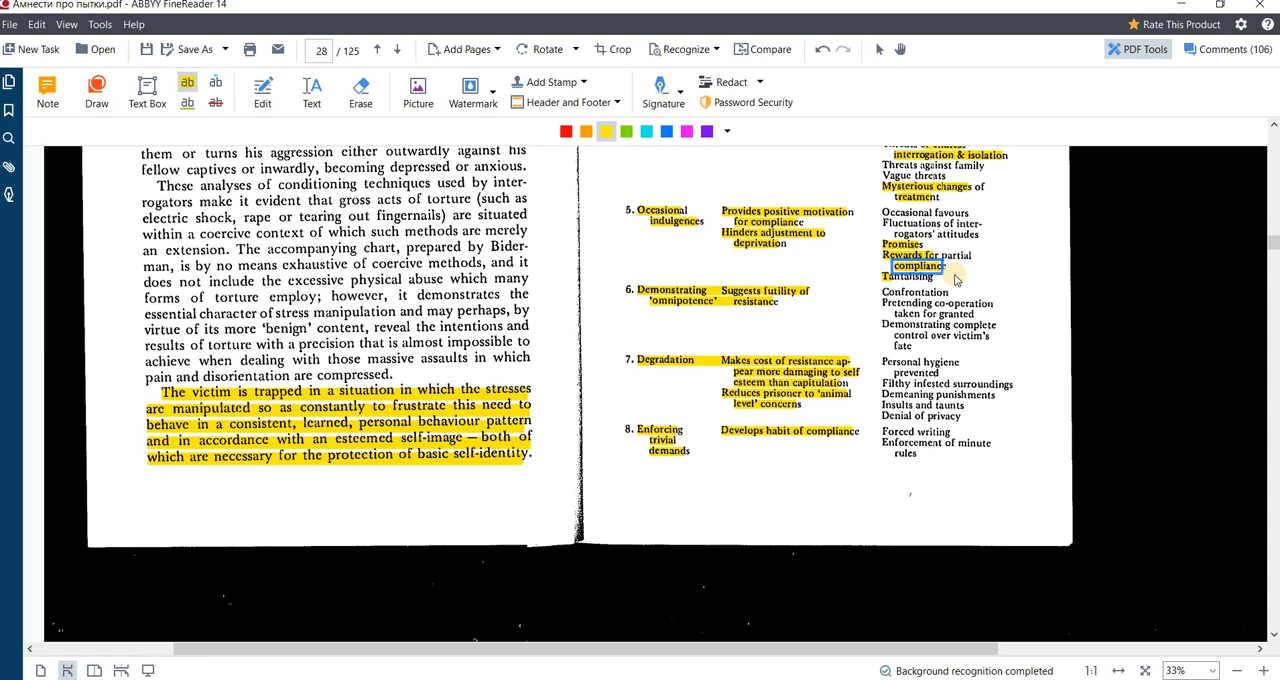 Амнести про пытки.pdf - ABBYY FineReader 14
File Edit View Tools Help
Rate This Product
New Task Open Save As 28 / 125 Add Pages Rotate Crop Recognize Compare PDF Tools Comments (106)
Note Draw Text Box ab ab ab ab Edit Text Erase Picture Watermark Add Stamp Header and Footer Signature Redact Password Security
them or turns his aggression either outwardly against his
fellow captives or inwardly, becoming depressed or anxious.
These analyses of conditioning techniques used by inter-
rogators make it evident that gross acts of torture (such as
electric shock, rape or tearing out fingernails) are situated
within a coercive context of which such methods are merely
an extension. The accompanying chart, prepared by Bider-
man, is by no means exhaustive of coercive methods, and it
does not include the excessive physical abuse which many
forms of torture employ; however, it demonstrates the
essential character of stress manipulation and may perhaps, by
virtue of its more ‘benign’ content, reveal the intentions and
results of torture with a precision that is almost impossible to
achieve when dealing with those massive assaults in which
pain and disorientation are compressed.
The victim is trapped in a situation in which the stresses
are manipulated so as constantly to frustrate this need to
behave in a consistent, learned, personal behaviour pattern
and in accordance with an esteemed self-image — both of
which are necessary for the protection of basic self-identity.
interrogation & isolation
Threats against family
Vague threats
Mysterious changes of
treatment
5. Occasional
indulgences
Provides positive motivation
for compliance
Hinders adjustment to
deprivation
Occasional favours
Fluctuations of inter-
rogators’ attitudes
Promises
Rewards for partial
compliance
Tantalising
6. Demonstrating
‘omnipotence’
Suggests futility of
resistance
Confrontation
Pretending co-operation
taken for granted
Demonstrating complete
control over victim’s
fate
7. Degradation
Makes cost of resistance ap-
pear more damaging to self
esteem than capitulation
Reduces prisoner to ‘animal
level’ concerns
Personal hygiene
prevented
Filthy infested surroundings
Demeaning punishments
Insults and taunts
Denial of privacy
8. Enforcing
trivial
demands
Develops habit of compliance
Forced writing
Enforcement of minute
rules
Background recognition completed 1:1 33%